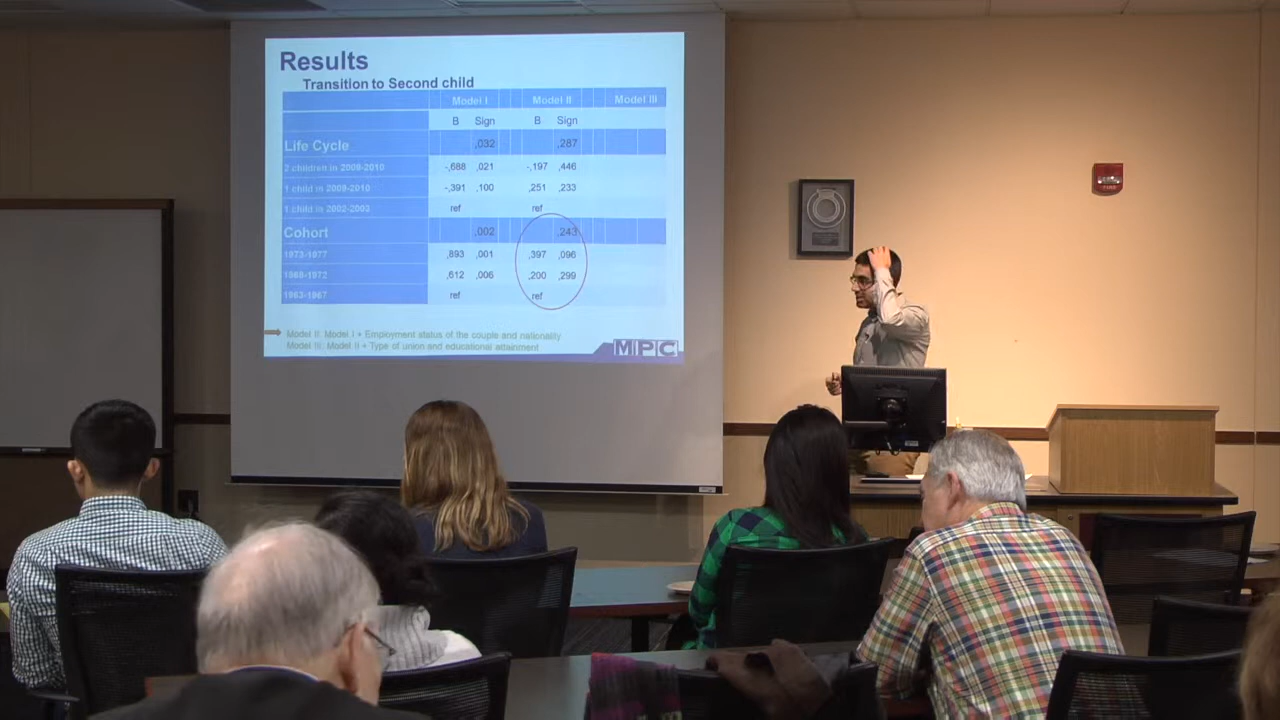 Results
Transition to Second child
Model I Model II Model III
B Sign B Sign
Life Cycle ,032 ,287
2 children in 2009-2010 -,688 ,021 -,197 ,446
1 child in 2009-2010 -,391 ,100 ,251 ,233
1 child in 2002-2003 ref ref
Cohort ,002 ,243
1973-1977 ,893 ,001 ,397 ,096
1968-1972 ,612 ,006 ,200 ,299
1963-1967 ref ref
Model II: Model I + Employment status of the couple and nationality
Model III: Model II + Type of union and educational attainment
MPC
FIRE